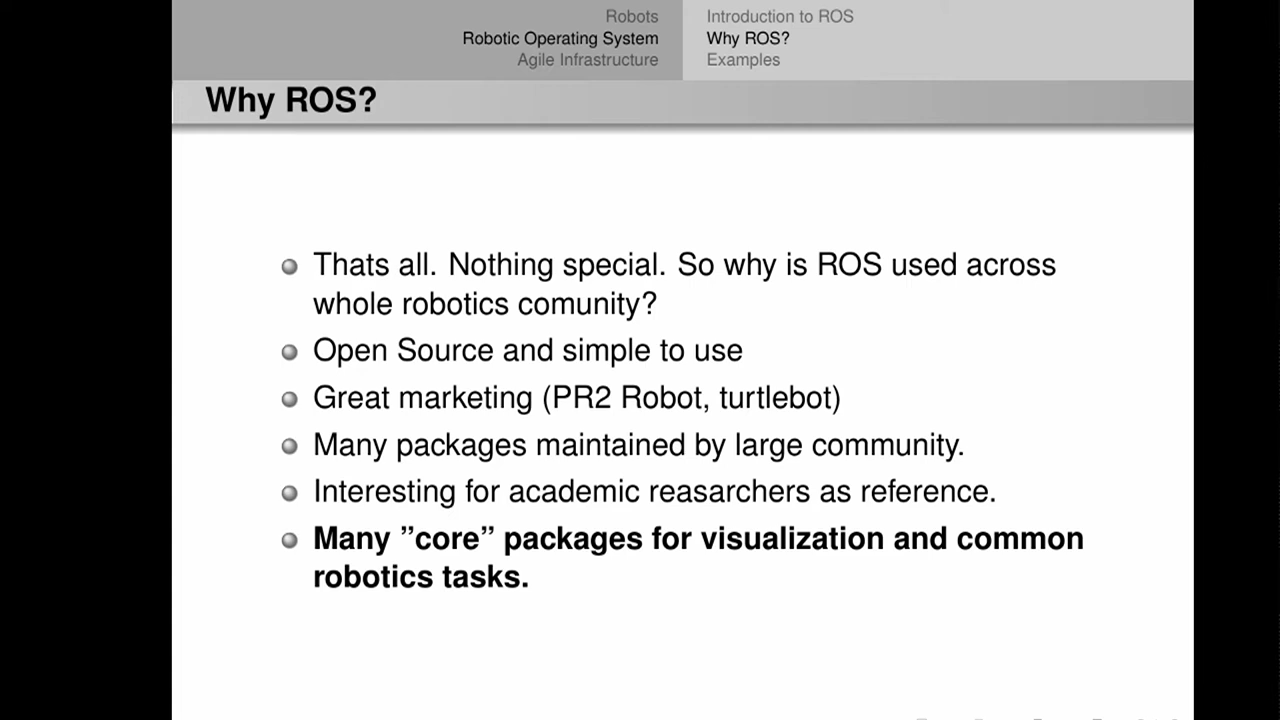 Robots
Robotic Operating System
Agile Infrastructure
Introduction to ROS
Why ROS?
Examples
Why ROS?
Thats all. Nothing special. So why is ROS used across
whole robotics comunity?
Open Source and simple to use
Great marketing (PR2 Robot, turtlebot)
Many packages maintained by large community.
Interesting for academic reasarchers as reference.
Many ”core” packages for visualization and common
robotics tasks.